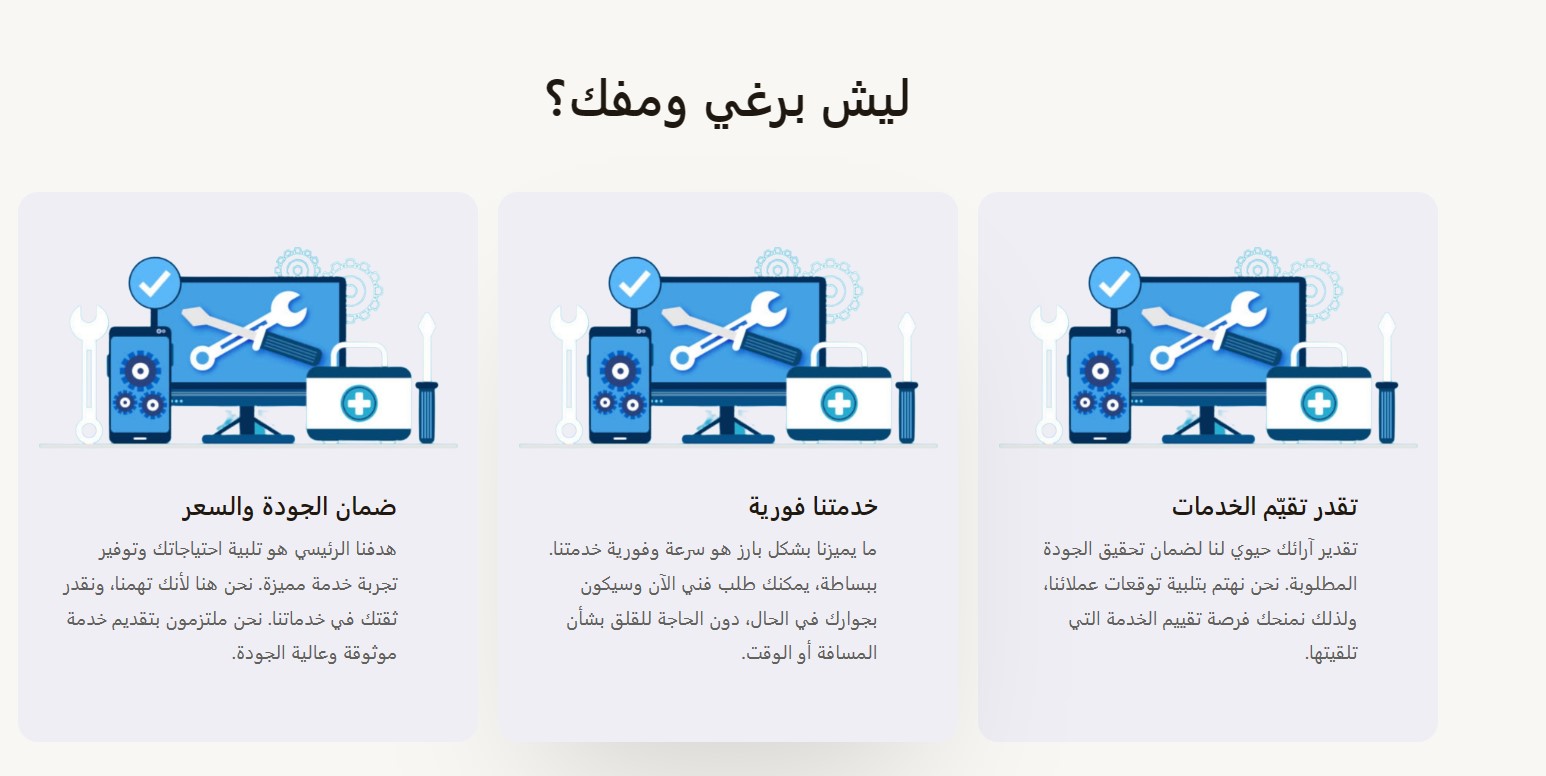 ليش برغي ومفك؟
تقدر تقيّم الخدمات
تقدير آرائك حيوي لنا لضمان تحقيق الجودة
المطلوبة. نحن نهتم بتلبية توقعات عملائنا،
ولذلك نمنحك فرصة تقييم الخدمة التي
تلقيتها.
خدمتنا فورية
ما يميزنا بشكل بارز هو سرعة وفورية خدمتنا.
ببساطة، يمكنك طلب فني الآن وسيكون
بجوارك في الحال، دون الحاجة للقلق بشأن
المسافة أو الوقت.
ضمان الجودة والسعر
هدفنا الرئيسي هو تلبية احتياجاتك وتوفير
تجربة خدمة مميزة. نحن هنا لأنك تهمنا، ونقدر
ثقتك في خدماتنا. نحن ملتزمون بتقديم خدمة
موثوقة وعالية الجودة.